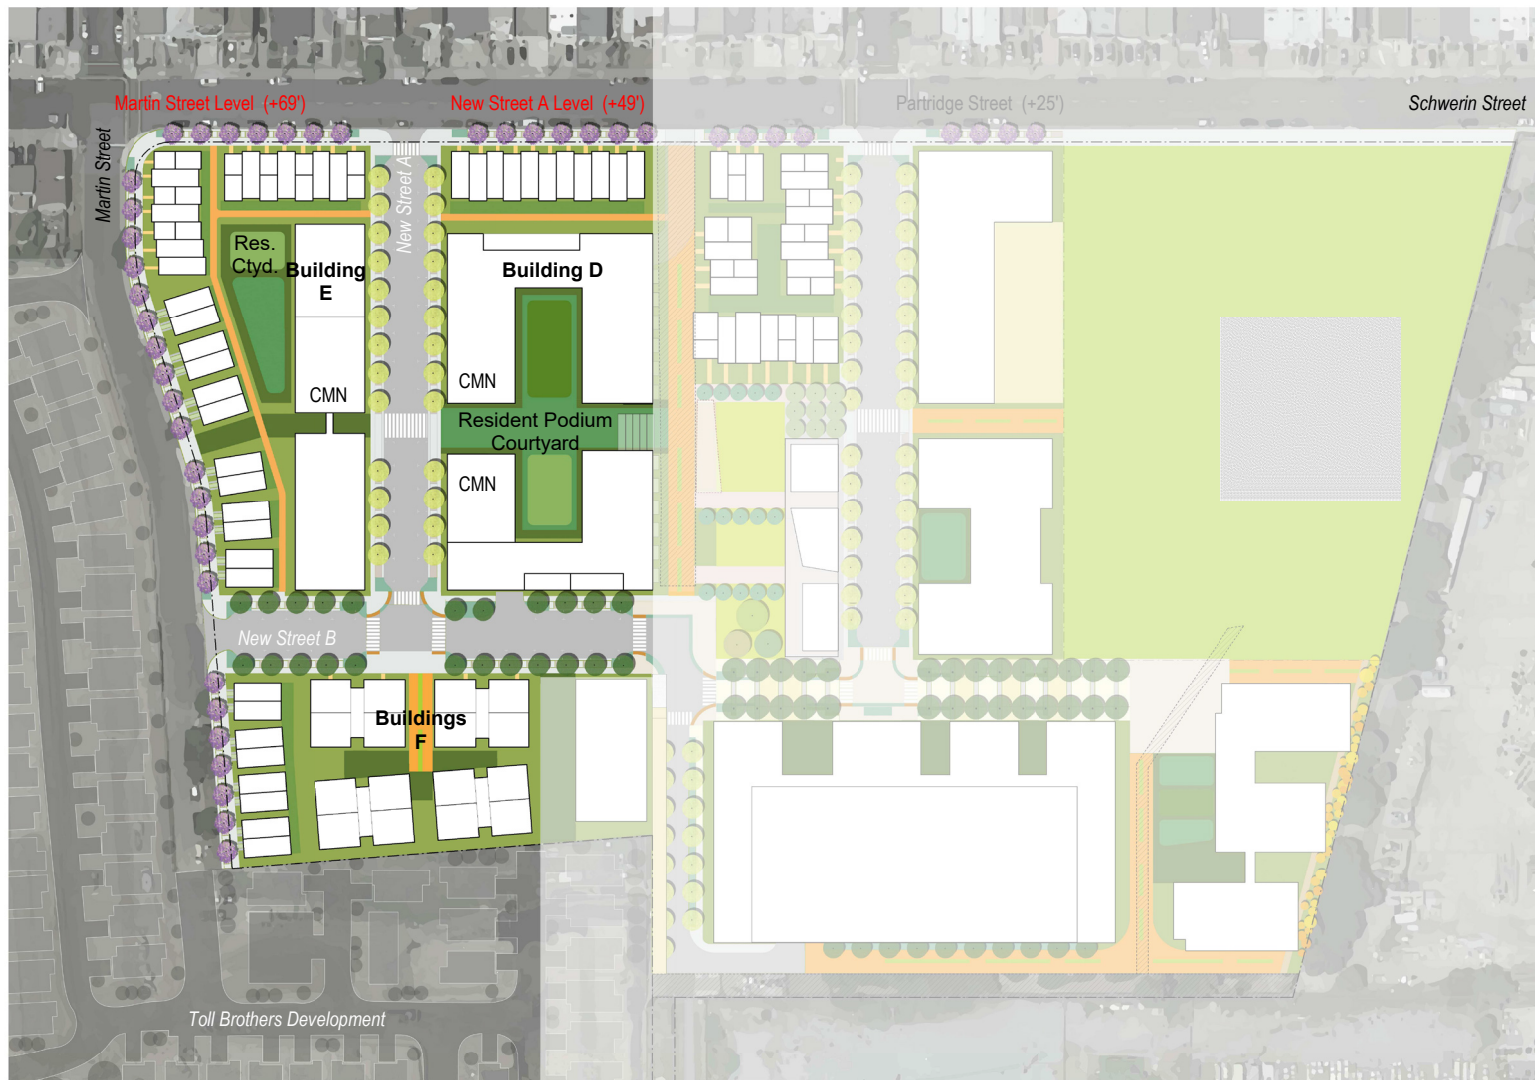 Martin Street Level (+69')
New Street A Level (+49')
Partridge Street (+25')
Schwerin Street
Martin Street
New Street A
Res.
Ctyd.
Building
E
Building D
CMN
CMN
Resident Podium
Courtyard
CMN
New Street B
Buildings
F
Toll Brothers Development